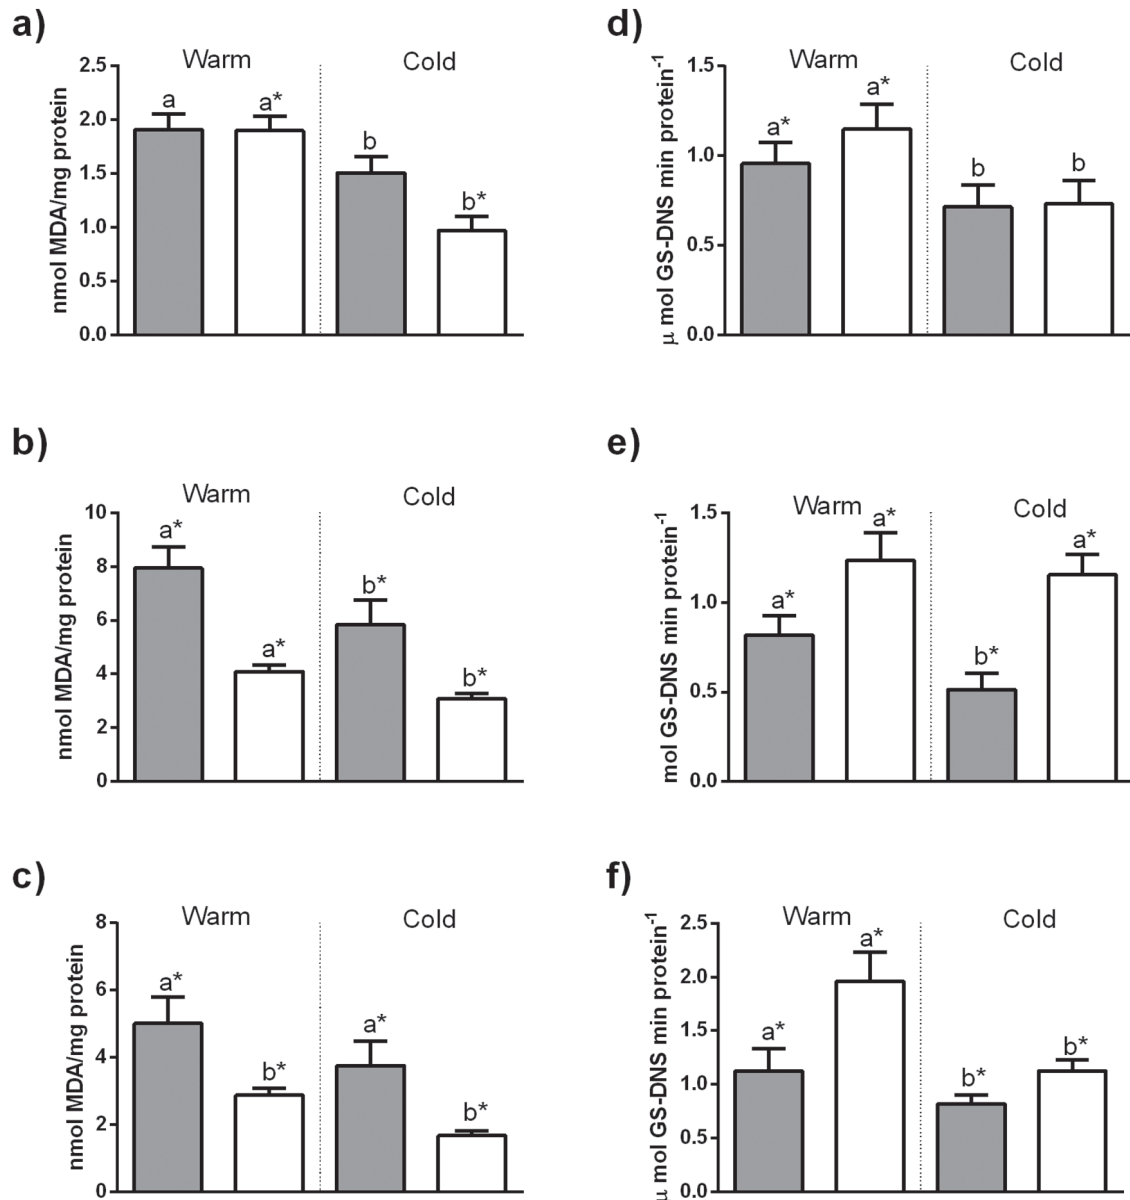 a)
Warm
Cold
nmol MDA/mg protein
2.5
2.0
1.5
1.0
0.5
0.0
a
a*
b
b*
d)
Warm
Cold
μ mol GS-DNS min protein-1
1.5
1.0
0.5
0.0
a*
a*
b
b
b)
Warm
Cold
nmol MDA/mg protein
10
8
6
4
2
0
a*
a*
b*
b*
e)
Warm
Cold
mol GS-DNS min protein-1
1.5
1.0
0.5
0.0
a*
a*
b*
a*
c)
Warm
Cold
nmol MDA/mg protein
8
6
4
2
0
a*
b*
a*
b*
f)
Warm
Cold
μ mol GS-DNS min protein-1
2.5
2.0
1.5
1.0
0.5
0.0
a*
a*
b*
b*